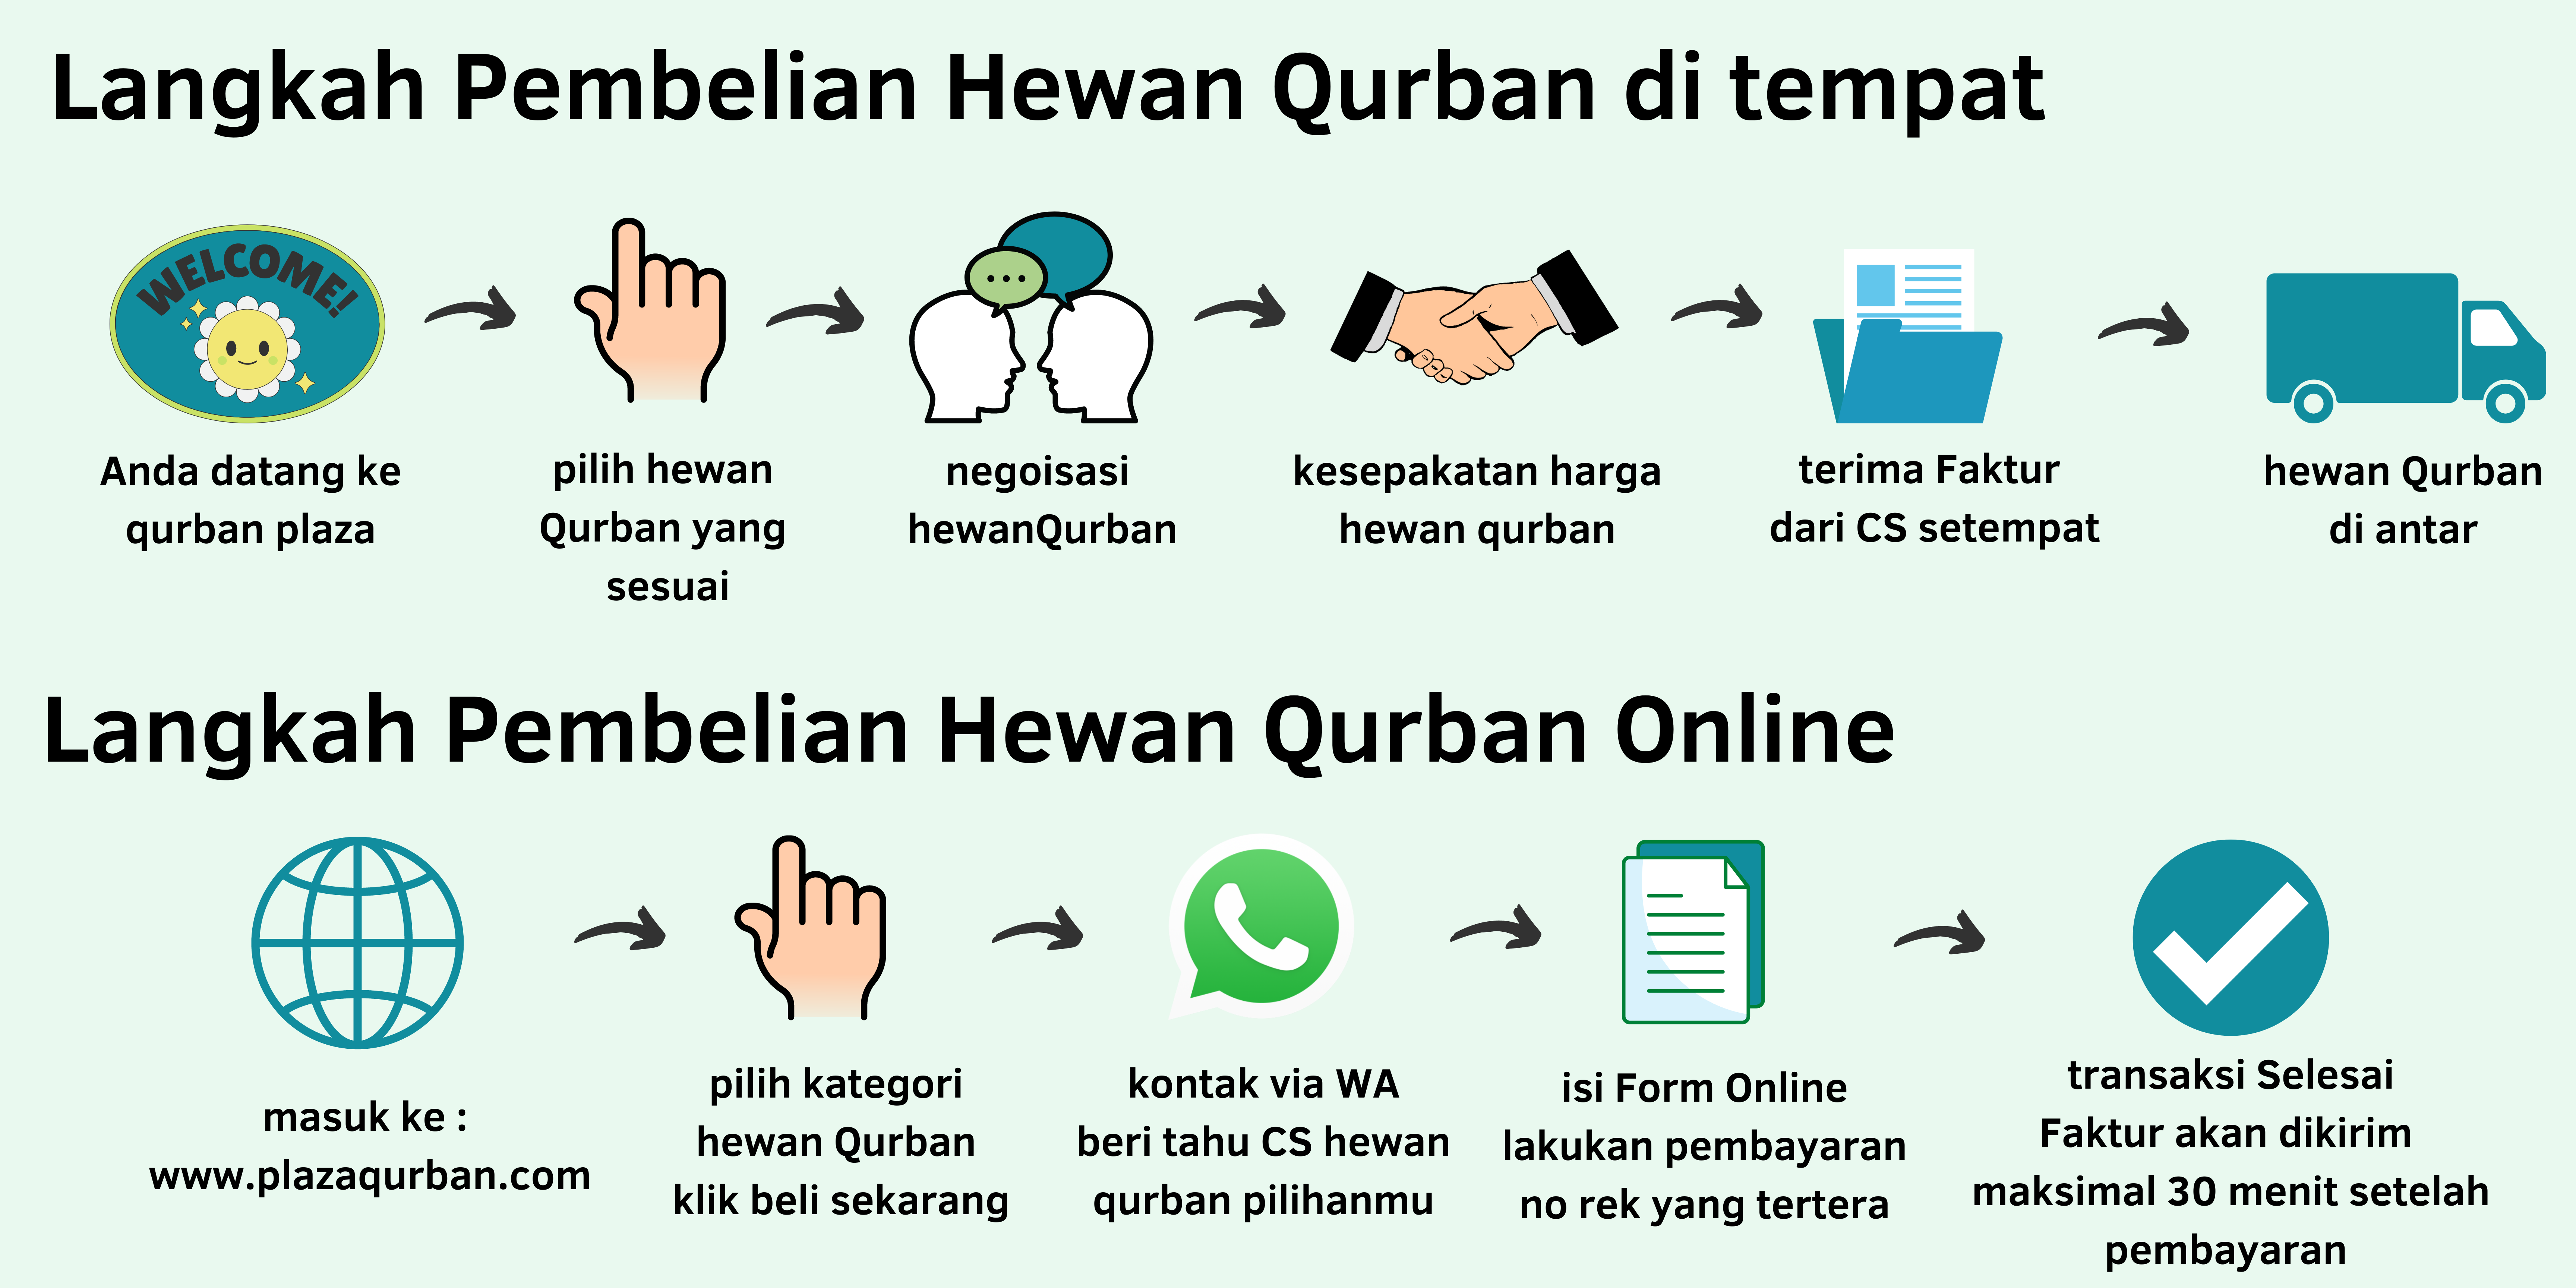 Langkah Pembelian Hewan Qurban di tempat
WELCOME!
Anda datang ke
qurban plaza
pilih hewan
Qurban yang
sesuai
negoisasi
hewanQurban
kesepakatan harga
hewan qurban
terima Faktur
dari CS setempat
hewan Qurban
di antar
Langkah Pembelian Hewan Qurban Online
masuk ke :
www.plazaqurban.com
pilih kategori
hewan Qurban
klik beli sekarang
kontak via WA
beri tahu CS hewan
qurban pilihanmu
isi Form Online
lakukan pembayaran
no rek yang tertera
transaksi Selesai
Faktur akan dikirim
maksimal 30 menit setelah
pembayaran